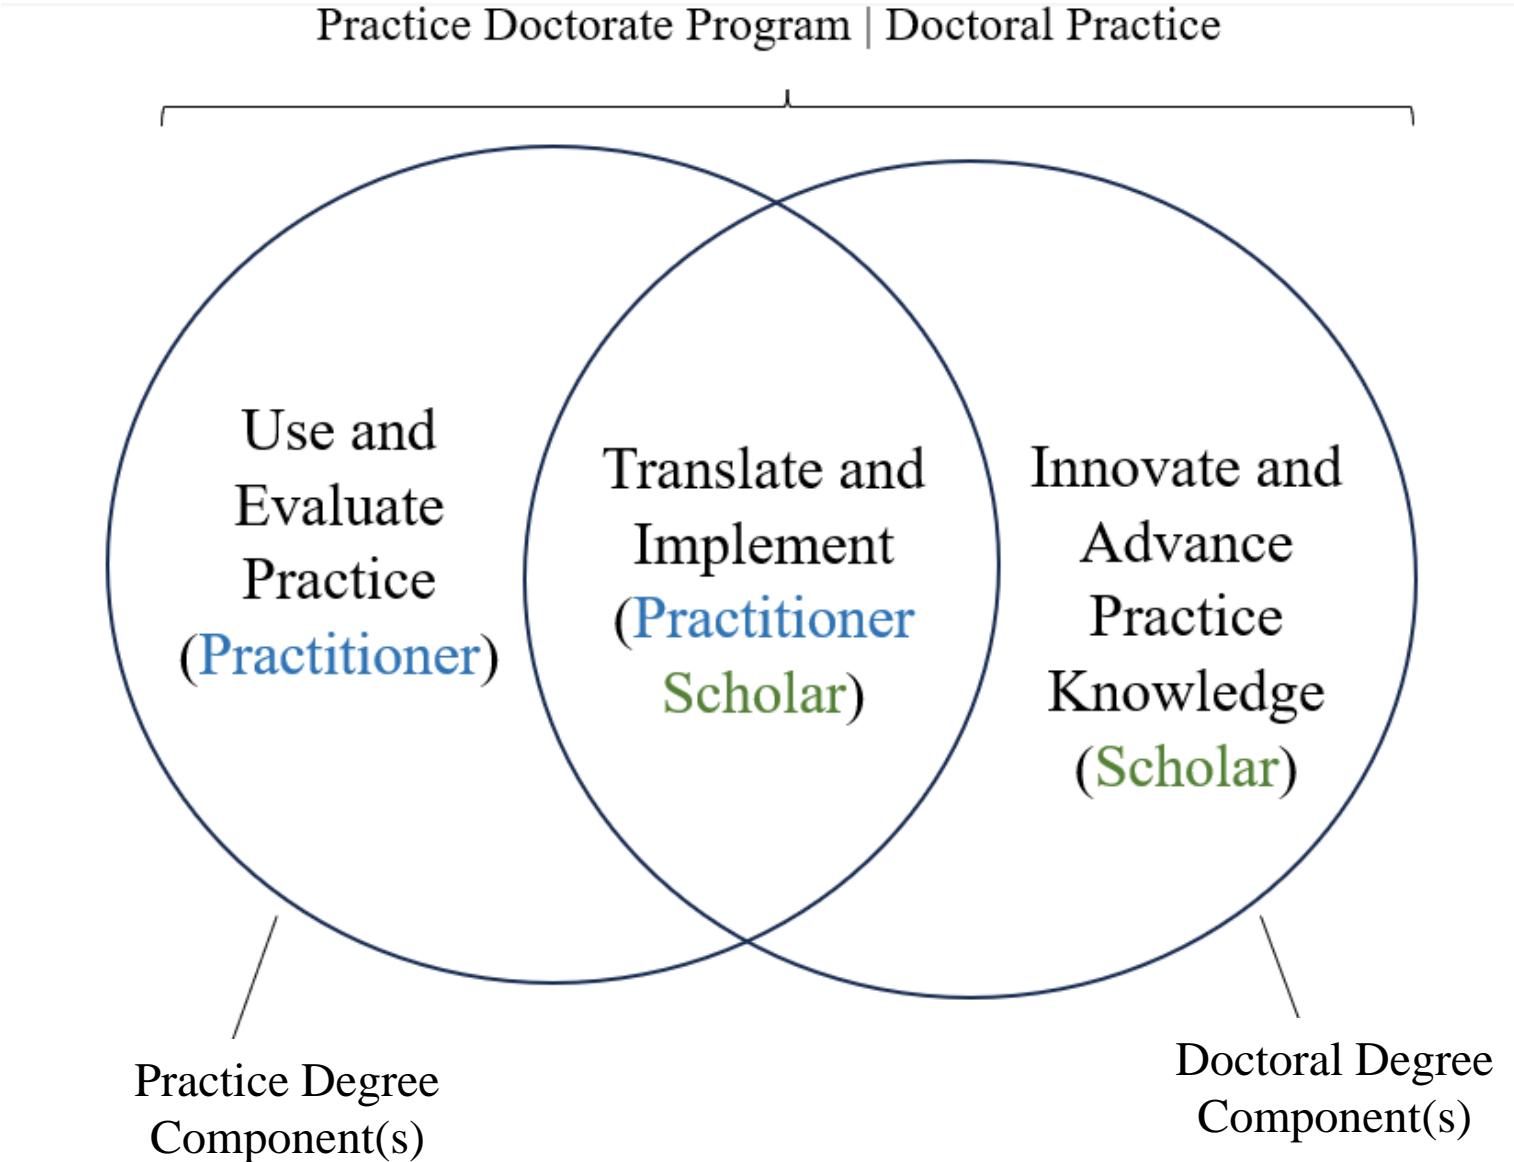 Practice Doctorate Program | Doctoral Practice
Use and
Evaluate
Practice
(Practitioner)
Translate and
Implement
(Practitioner
Scholar)
Innovate and
Advance
Practice
Knowledge
(Scholar)
Practice Degree
Component(s)
Doctoral Degree
Component(s)